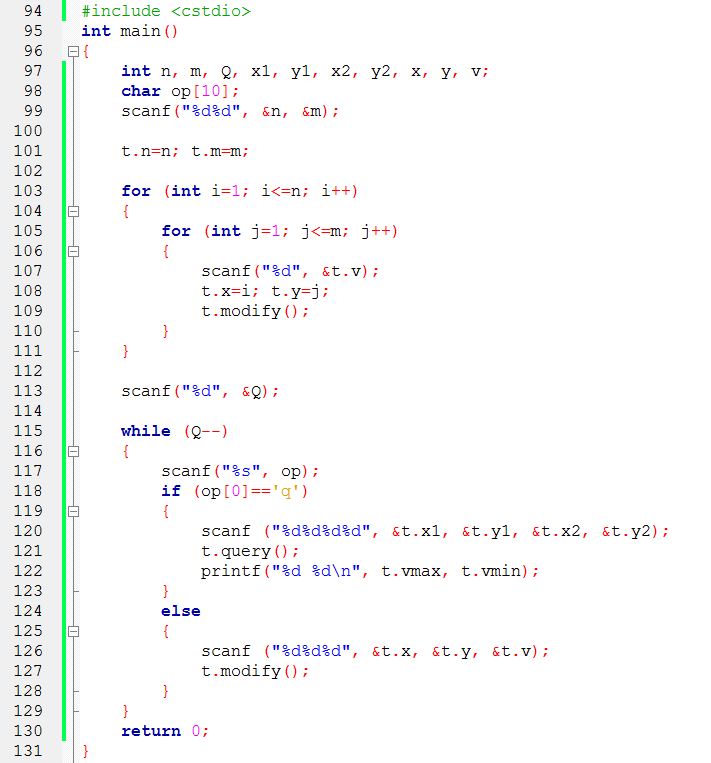 94 #include <cstdio>
95 int main()
96 {
97 int n, m, Q, x1, y1, x2, y2, x, y, v;
98 char op[10];
99 scanf("%d%d", &n, &m);
100
101 t.n=n; t.m=m;
102
103 for (int i=1; i<=n; i++)
104 {
105 for (int j=1; j<=m; j++)
106 {
107 scanf("%d", &t.v);
108 t.x=i; t.y=j;
109 t.modify();
110 }
111 }
112
113 scanf("%d", &Q);
114
115 while (Q--)
116 {
117 scanf("%s", op);
118 if (op[0]=='q')
119 {
120 scanf ("%d%d%d%d", &t.x1, &t.y1, &t.x2, &t.y2);
121 t.query();
122 printf("%d %d\n", t.vmax, t.vmin);
123 }
124 else
125 {
126 scanf ("%d%d%d", &t.x, &t.y, &t.v);
127 t.modify();
128 }
129 }
130 return 0;
131 }